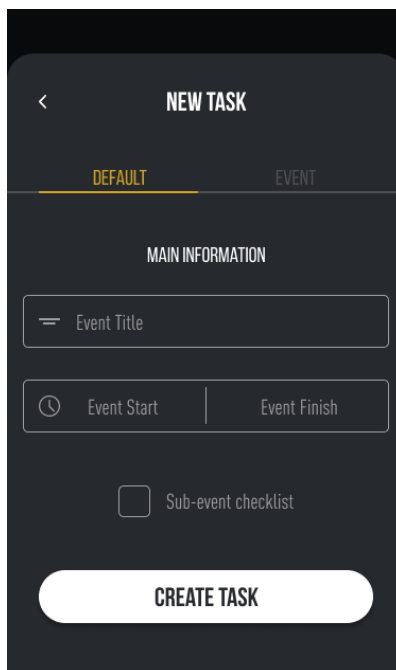 NEW TASK
DEFAULT EVENT
MAIN INFORMATION
Event Title
Event Start Event Finish
Sub-event checklist
CREATE TASK